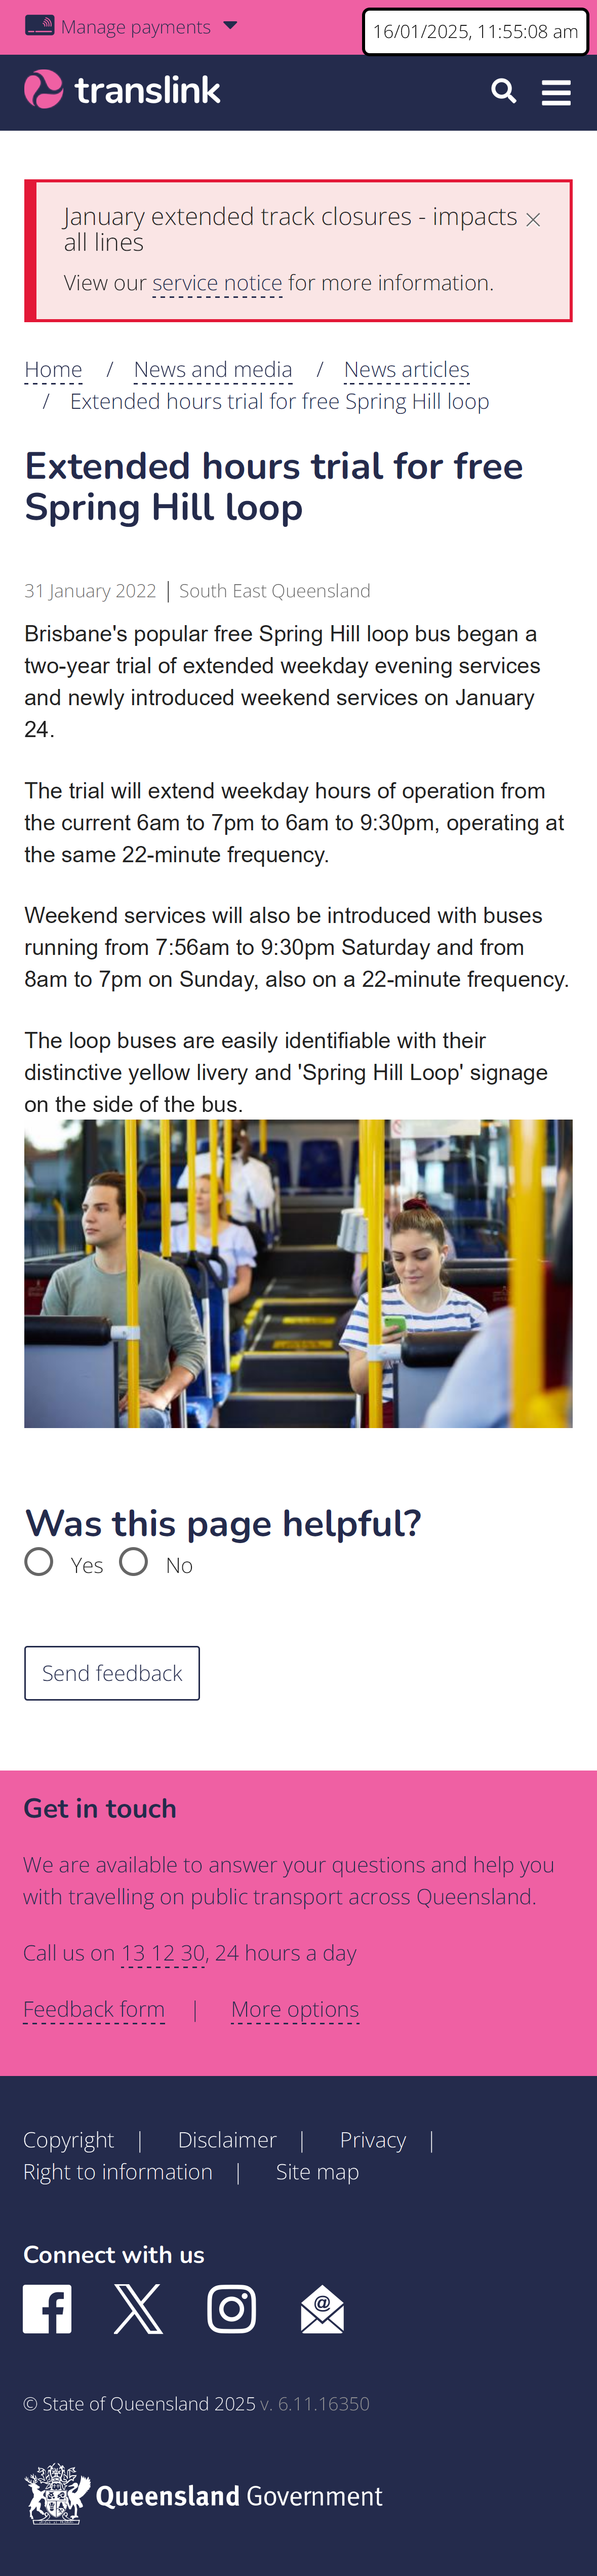 Manage payments
16/01/2025, 11:55:08 am
translink
January extended track closures - impacts
all lines
View our service notice for more information.
Home / News and media / News articles
/ Extended hours trial for free Spring Hill loop
Extended hours trial for free
Spring Hill loop
31 January 2022 | South East Queensland
Brisbane's popular free Spring Hill loop bus began a
two-year trial of extended weekday evening services
and newly introduced weekend services on January
24.
The trial will extend weekday hours of operation from
the current 6am to 7pm to 6am to 9:30pm, operating at
the same 22-minute frequency.
Weekend services will also be introduced with buses
running from 7:56am to 9:30pm Saturday and from
8am to 7pm on Sunday, also on a 22-minute frequency.
The loop buses are easily identifiable with their
distinctive yellow livery and 'Spring Hill Loop' signage
on the side of the bus.
Was this page helpful?
Yes No
Send feedback
Get in touch
We are available to answer your questions and help you
with travelling on public transport across Queensland.
Call us on 13 12 30, 24 hours a day
Feedback form | More options
Copyright | Disclaimer | Privacy |
Right to information | Site map
Connect with us
© State of Queensland 2025 v. 6.11.16350
Queensland Government